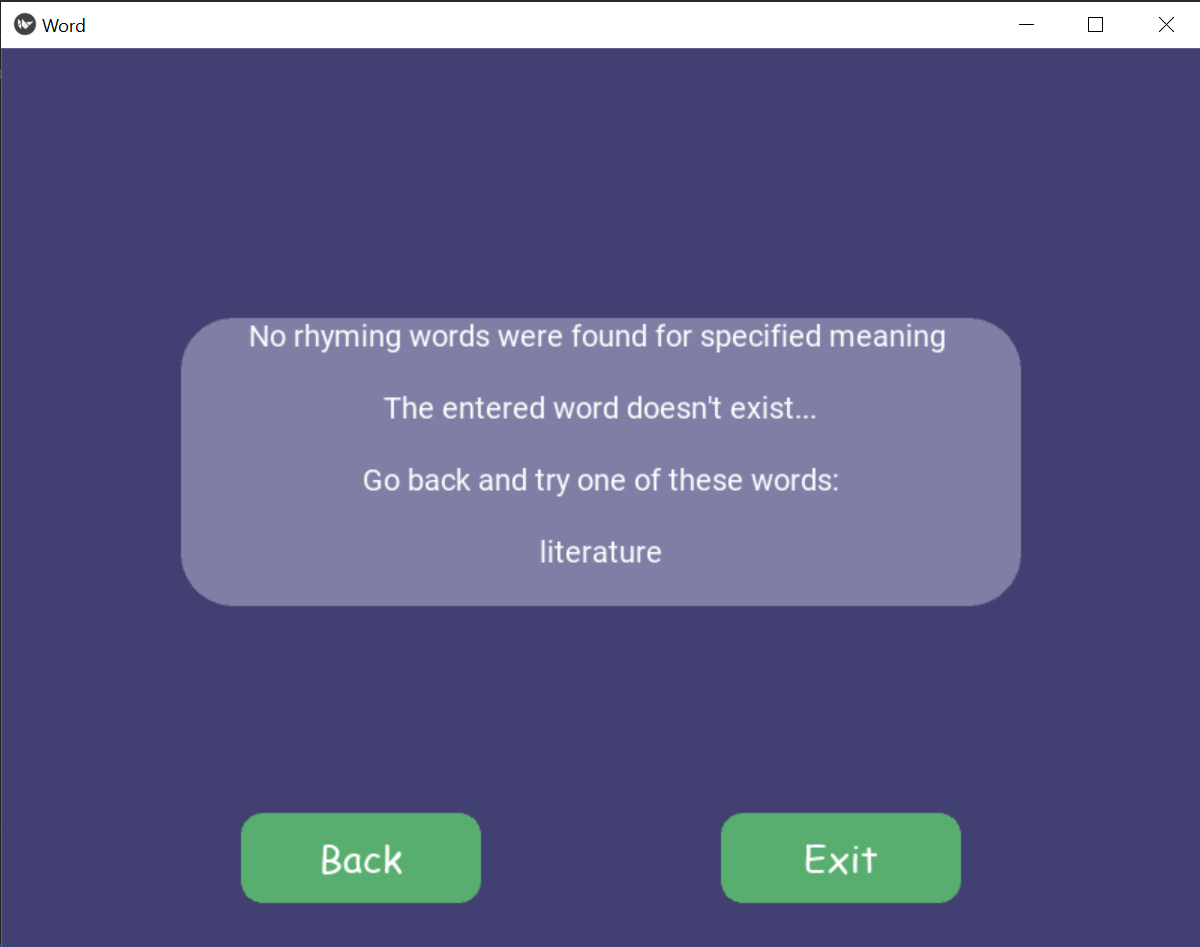 Word
No rhyming words were found for specified meaning
The entered word doesn't exist...
Go back and try one of these words:
literature
Back
Exit